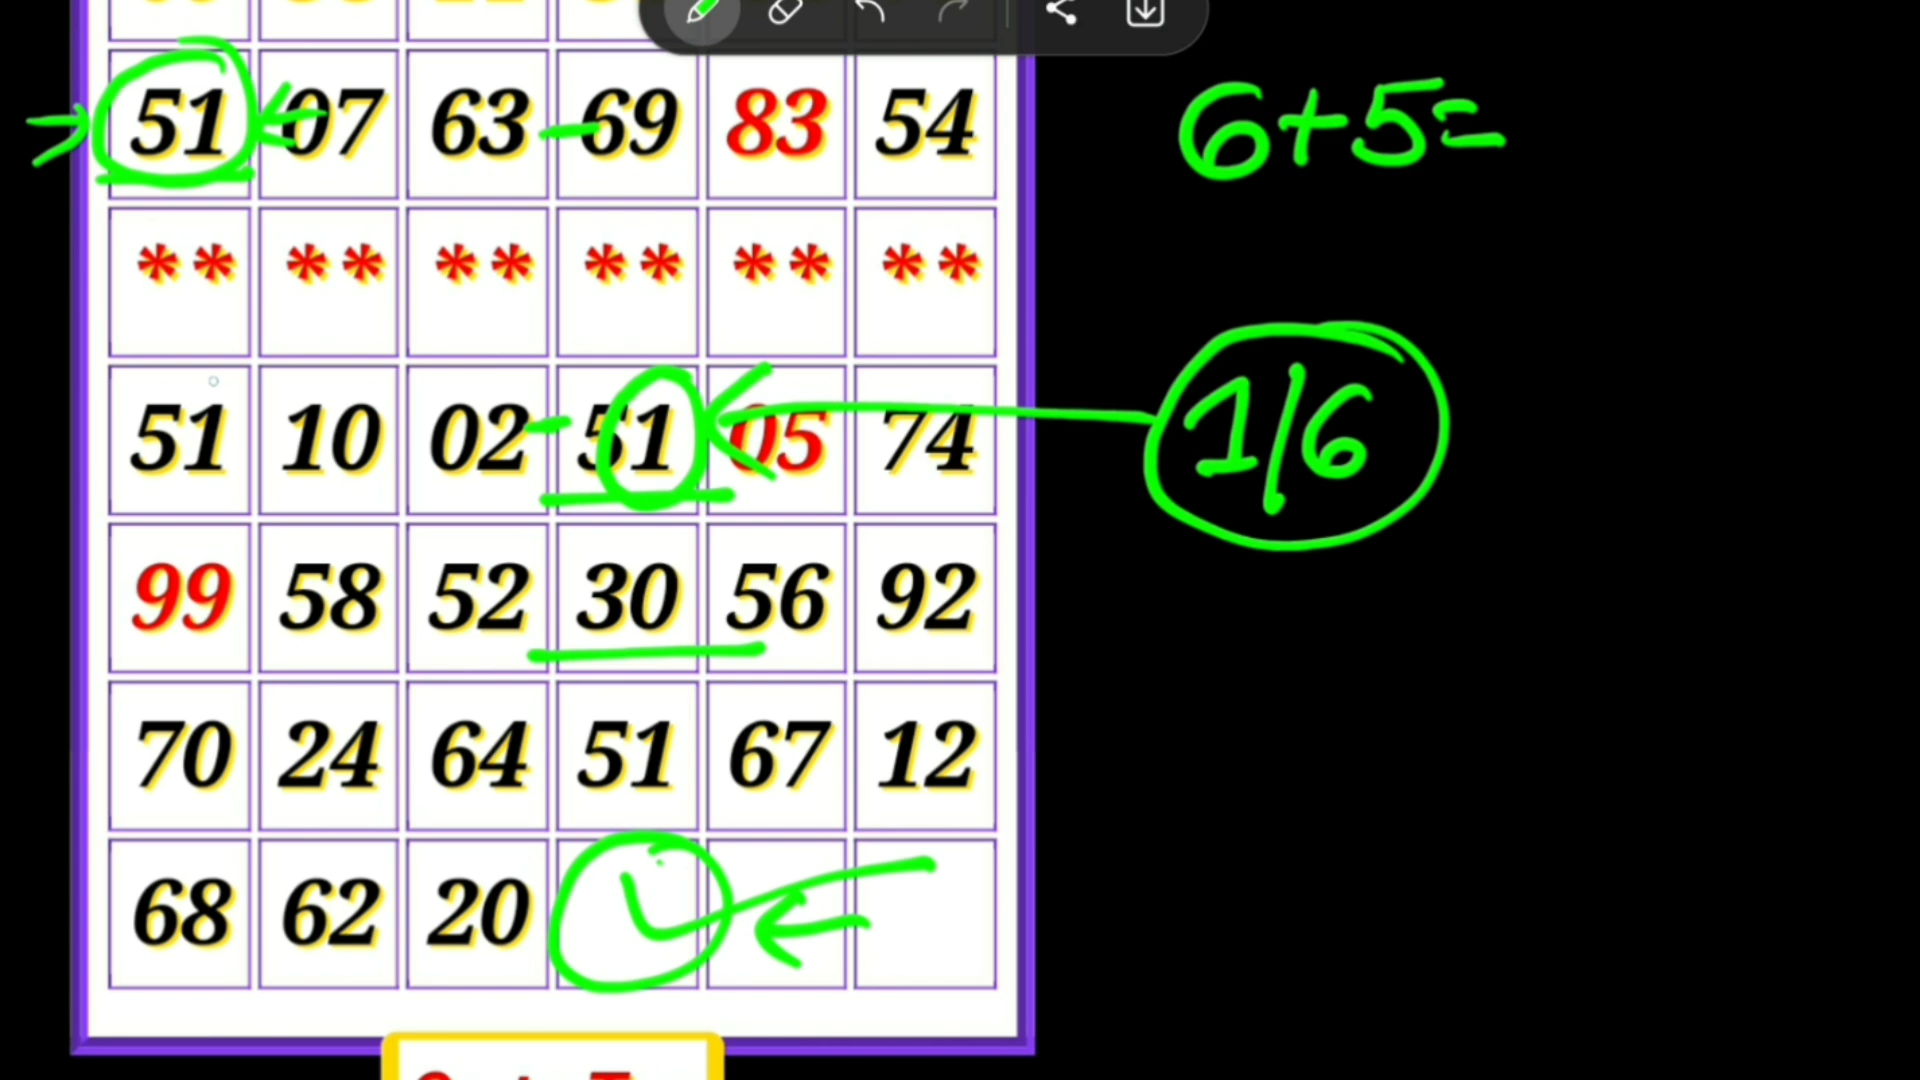 51 07 63 69 83 54
6+5=
** ** ** ** ** **
51 10 02 51 05 74
1/6
99 58 52 30 56 92
70 24 64 51 67 12
68 62 20